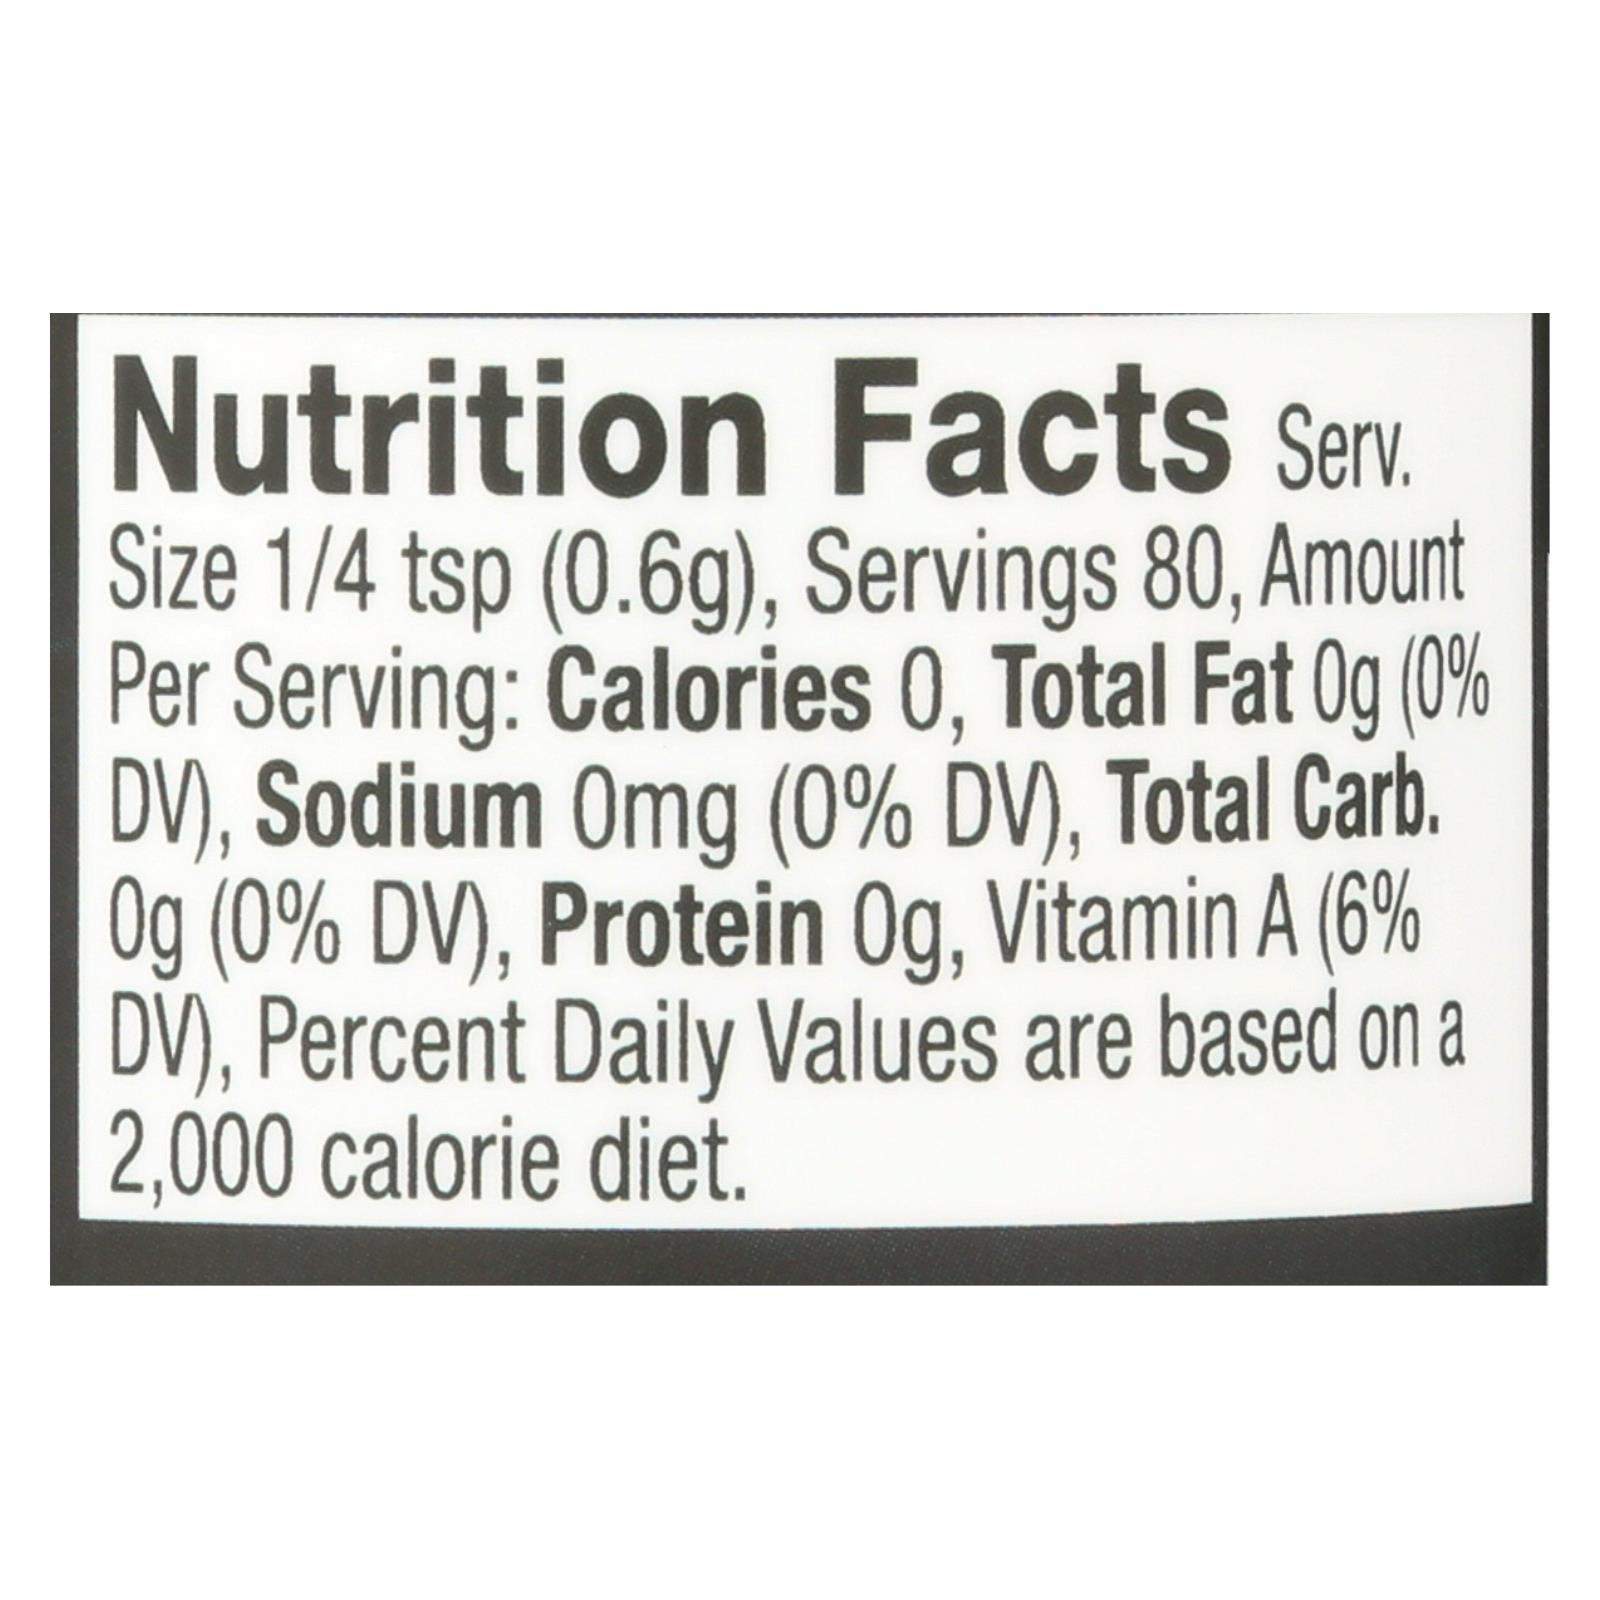 Nutrition Facts Serv.
Size 1/4 tsp (0.6g), Servings 80, Amount
Per Serving: Calories 0, Total Fat 0g (0%
DV), Sodium 0mg (0% DV), Total Carb.
0g (0% DV), Protein 0g, Vitamin A (6%
DV), Percent Daily Values are based on a
2,000 calorie diet.